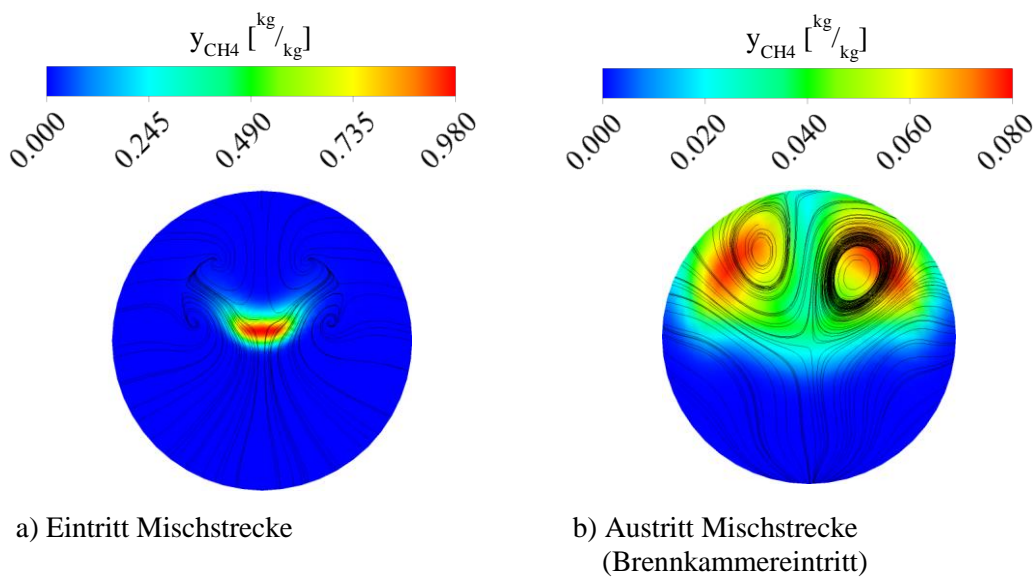 y_CH4 [kg/kg]
0.000 0.245 0.490 0.735 0.980
a) Eintritt Mischstrecke
y_CH4 [kg/kg]
0.000 0.020 0.040 0.060 0.080
b) Austritt Mischstrecke
(Brennkammereintritt)